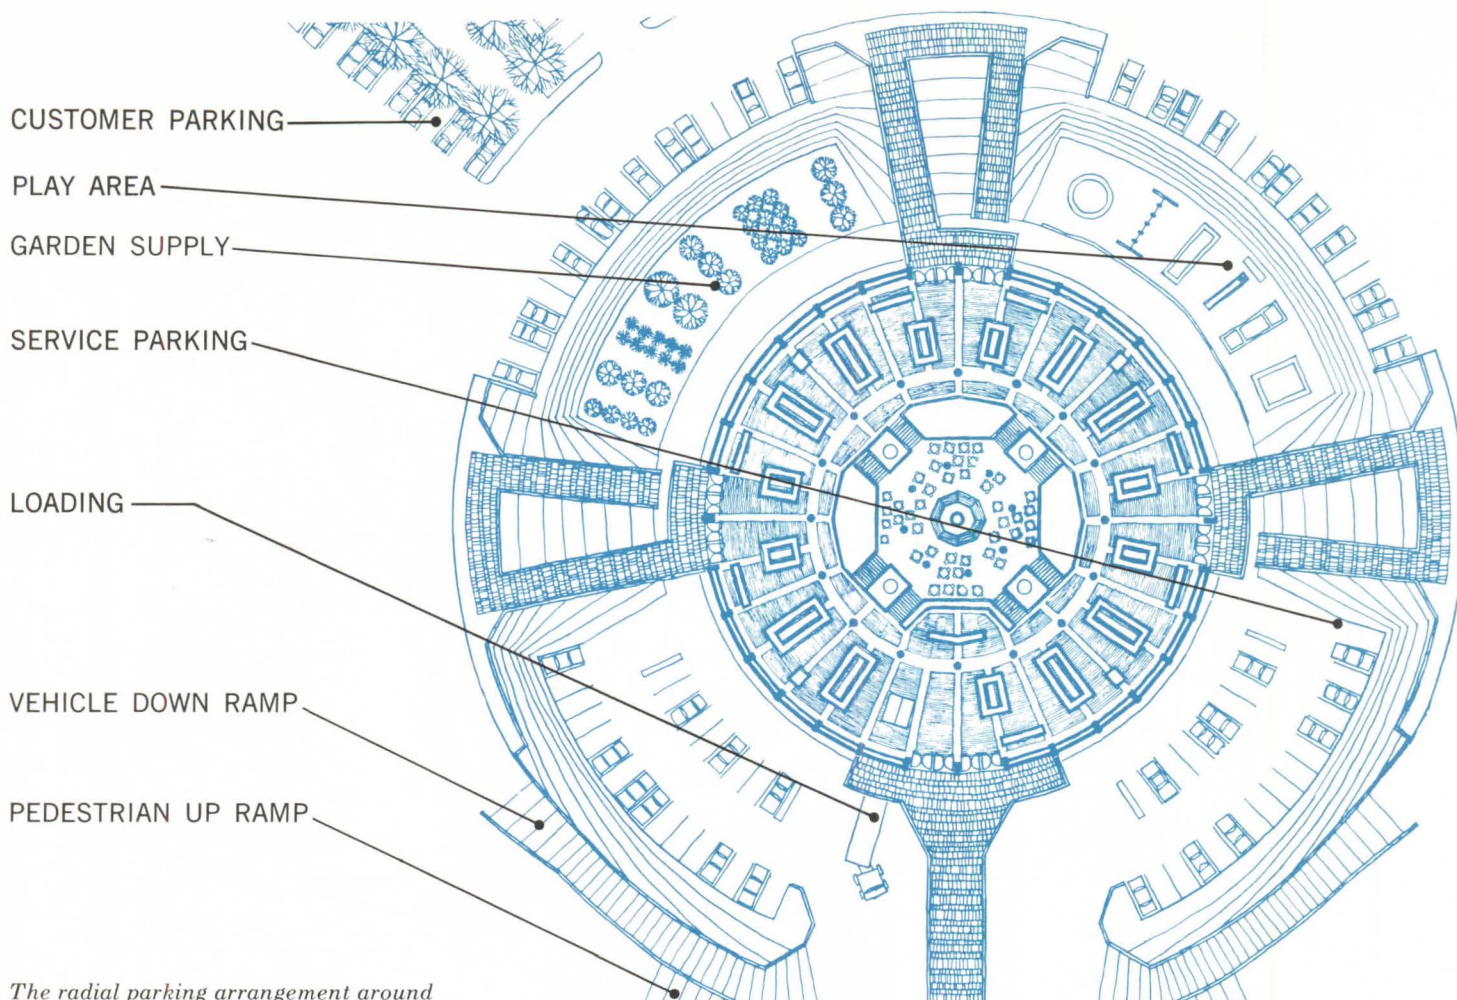 CUSTOMER PARKING
PLAY AREA
GARDEN SUPPLY
SERVICE PARKING
LOADING
VEHICLE DOWN RAMP
PEDESTRIAN UP RAMP
The radial parking arrangement around